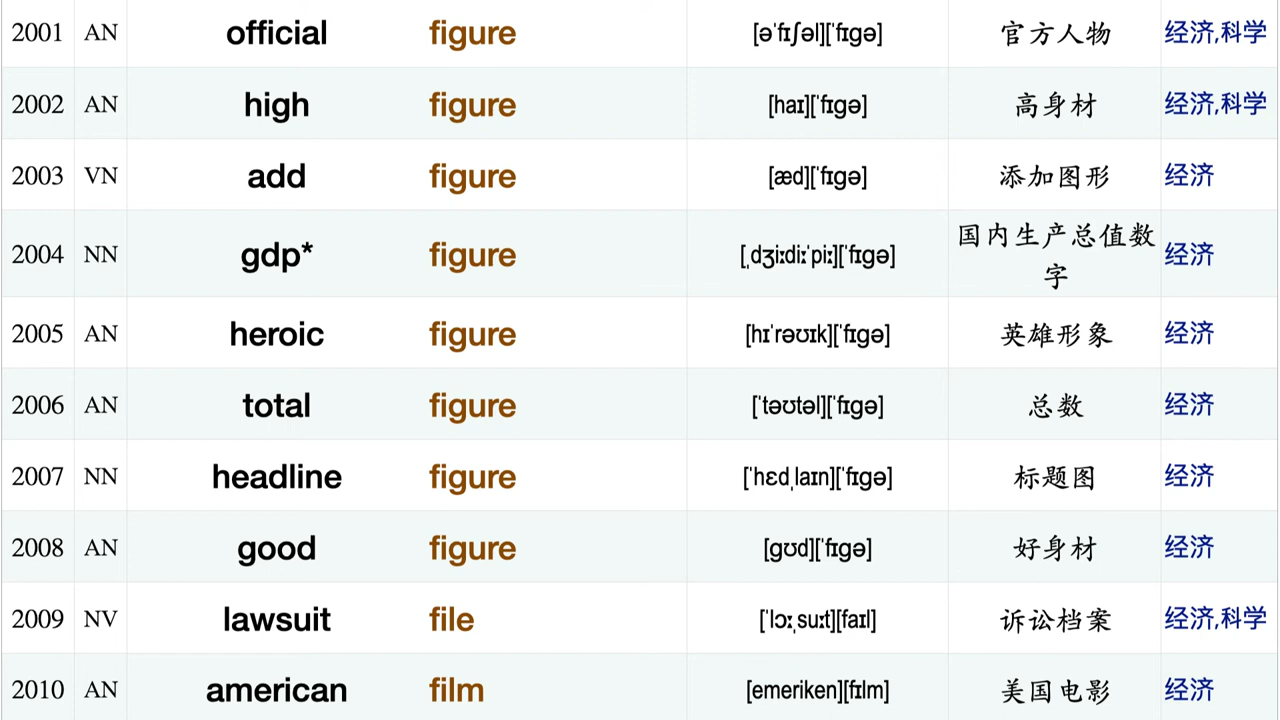 2001 AN official figure [əˈfɪʃəl][ˈfɪgə] 官方人物 经济,科学
2002 AN high figure [haɪ][ˈfɪgə] 高身材 经济,科学
2003 VN add figure [æd][ˈfɪgə] 添加图形 经济
2004 NN gdp* figure [ˌdʒiːdiːˈpiː][ˈfɪgə] 国内生产总值数
字 经济
2005 AN heroic figure [hɪˈrəʊɪk][ˈfɪgə] 英雄形象 经济
2006 AN total figure [ˈtəʊtəl][ˈfɪgə] 总数 经济
2007 NN headline figure [ˈhɛdˌlaɪn][ˈfɪgə] 标题图 经济
2008 AN good figure [gʊd][ˈfɪgə] 好身材 经济
2009 NV lawsuit file [ˈlɔːˌsuːt][faɪl] 诉讼档案 经济,科学
2010 AN american film [emeriken][fɪlm] 美国电影 经济